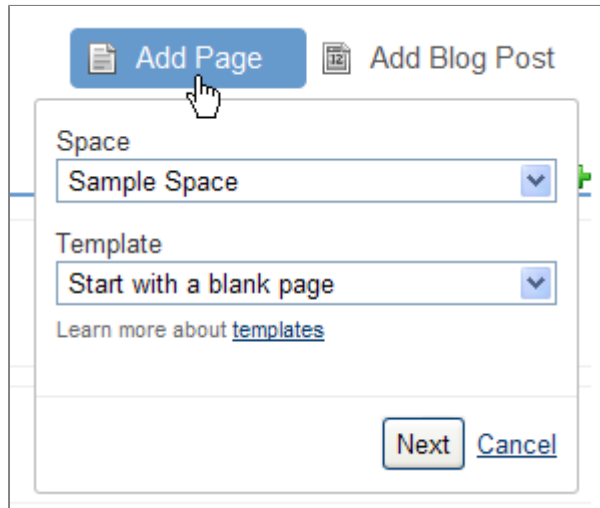 Add Page
12 Add Blog Post
Space
Sample Space
Template
Start with a blank page
Learn more about templates
Next Cancel